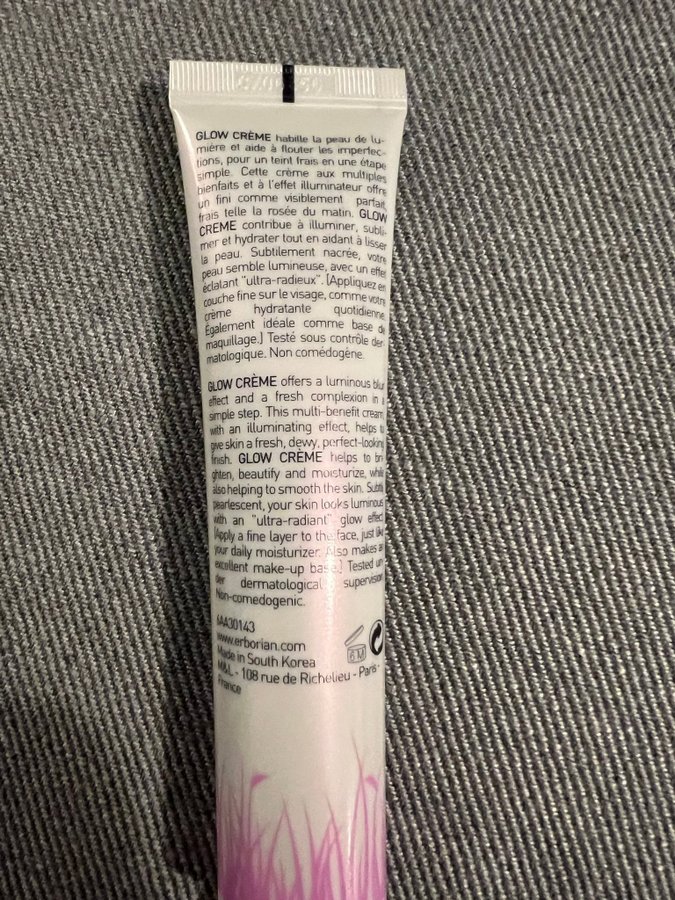 GLOW CRÈME habille la peau de lu-
mière et aide à flouter les imperfec-
tions, pour un teint frais en une étape
simple. Cette crème aux multiples
bienfaits et à l'effet illuminateur offre
un fini comme visiblement parfait,
frais telle la rosée du matin. GLOW
CRÈME contribue à illuminer, subli-
mer et hydrater tout en aidant à lisser
la peau. Subtilement nacrée, votre
peau semble lumineuse, avec un effet
éclatant "ultra-radieux". [Appliquez en
couche fine sur le visage, comme votre
crème hydratante quotidienne.
Également idéale comme base de
maquillage.] Testé sous contrôle der-
matologique. Non comédogène.
GLOW CRÈME offers a luminous blur
effect and a fresh complexion in a
simple step. This multi-benefit cream,
with an illuminating effect, helps to
give skin a fresh, dewy, perfect-looking
finish. GLOW CRÈME helps to bri-
ghten, beautify and moisturize, while
also helping to smooth the skin. Subtly
pearlescent, your skin looks luminous
with an "ultra-radiant" glow effect.
[Apply a fine layer to the face, just like
your daily moisturizer. Also makes an
excellent make-up base.] Tested un-
der dermatological supervision.
Non-comedogenic.
6AA30143
www.erborian.com
Made in South Korea
M&L - 108 rue de Richelieu - Paris -
France
6 M